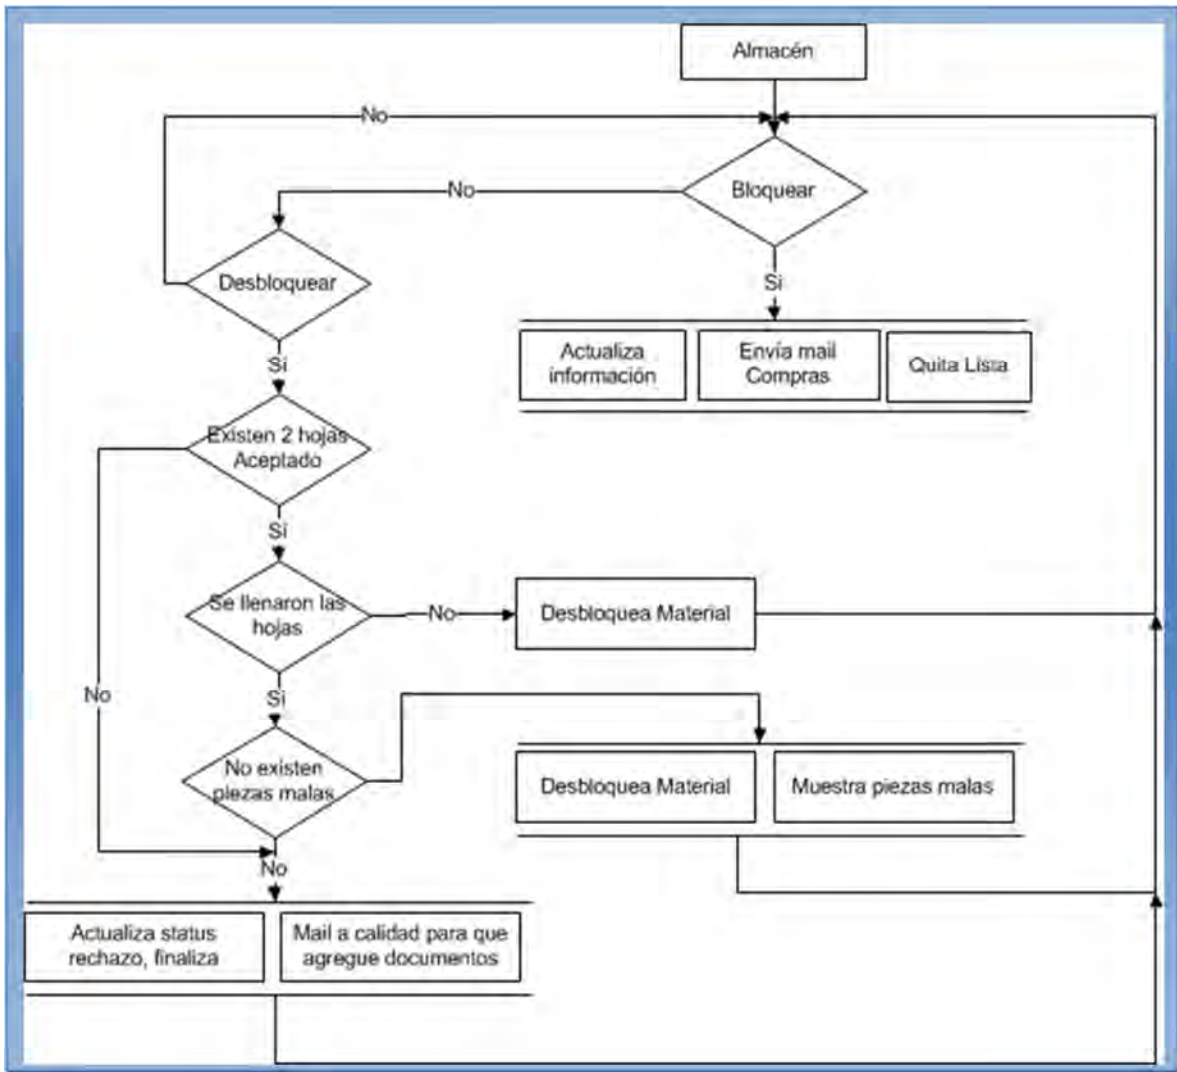 Almacén
No
Bloquear
No
Desbloquear
Si
Si
Actualiza
información
Envía mail
Compras
Quita Lista
Existen 2 hojas
Aceptado
Si
Se llenaron las
hojas
No
Desbloquea Material
No
Si
No existen
piezas malas
Desbloquea Material
Muestra piezas malas
No
Actualiza status
rechazo, finaliza
Mail a calidad para que
agregue documentos